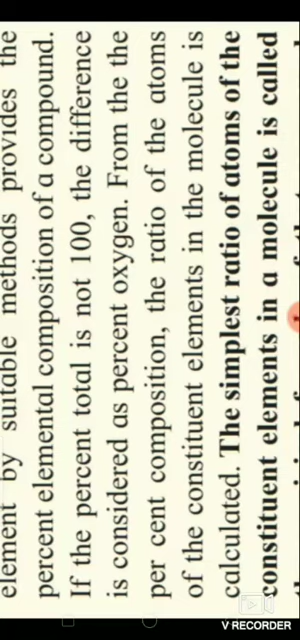 element by suitable methods provides the
percent elemental composition of a compound.
If the percent total is not 100, the difference
is considered as percent oxygen. From the the
per cent composition, the ratio of the atoms
of the constituent elements in the molecule is
calculated. The simplest ratio of atoms of the
constituent elements in a molecule is called
V RECORDER